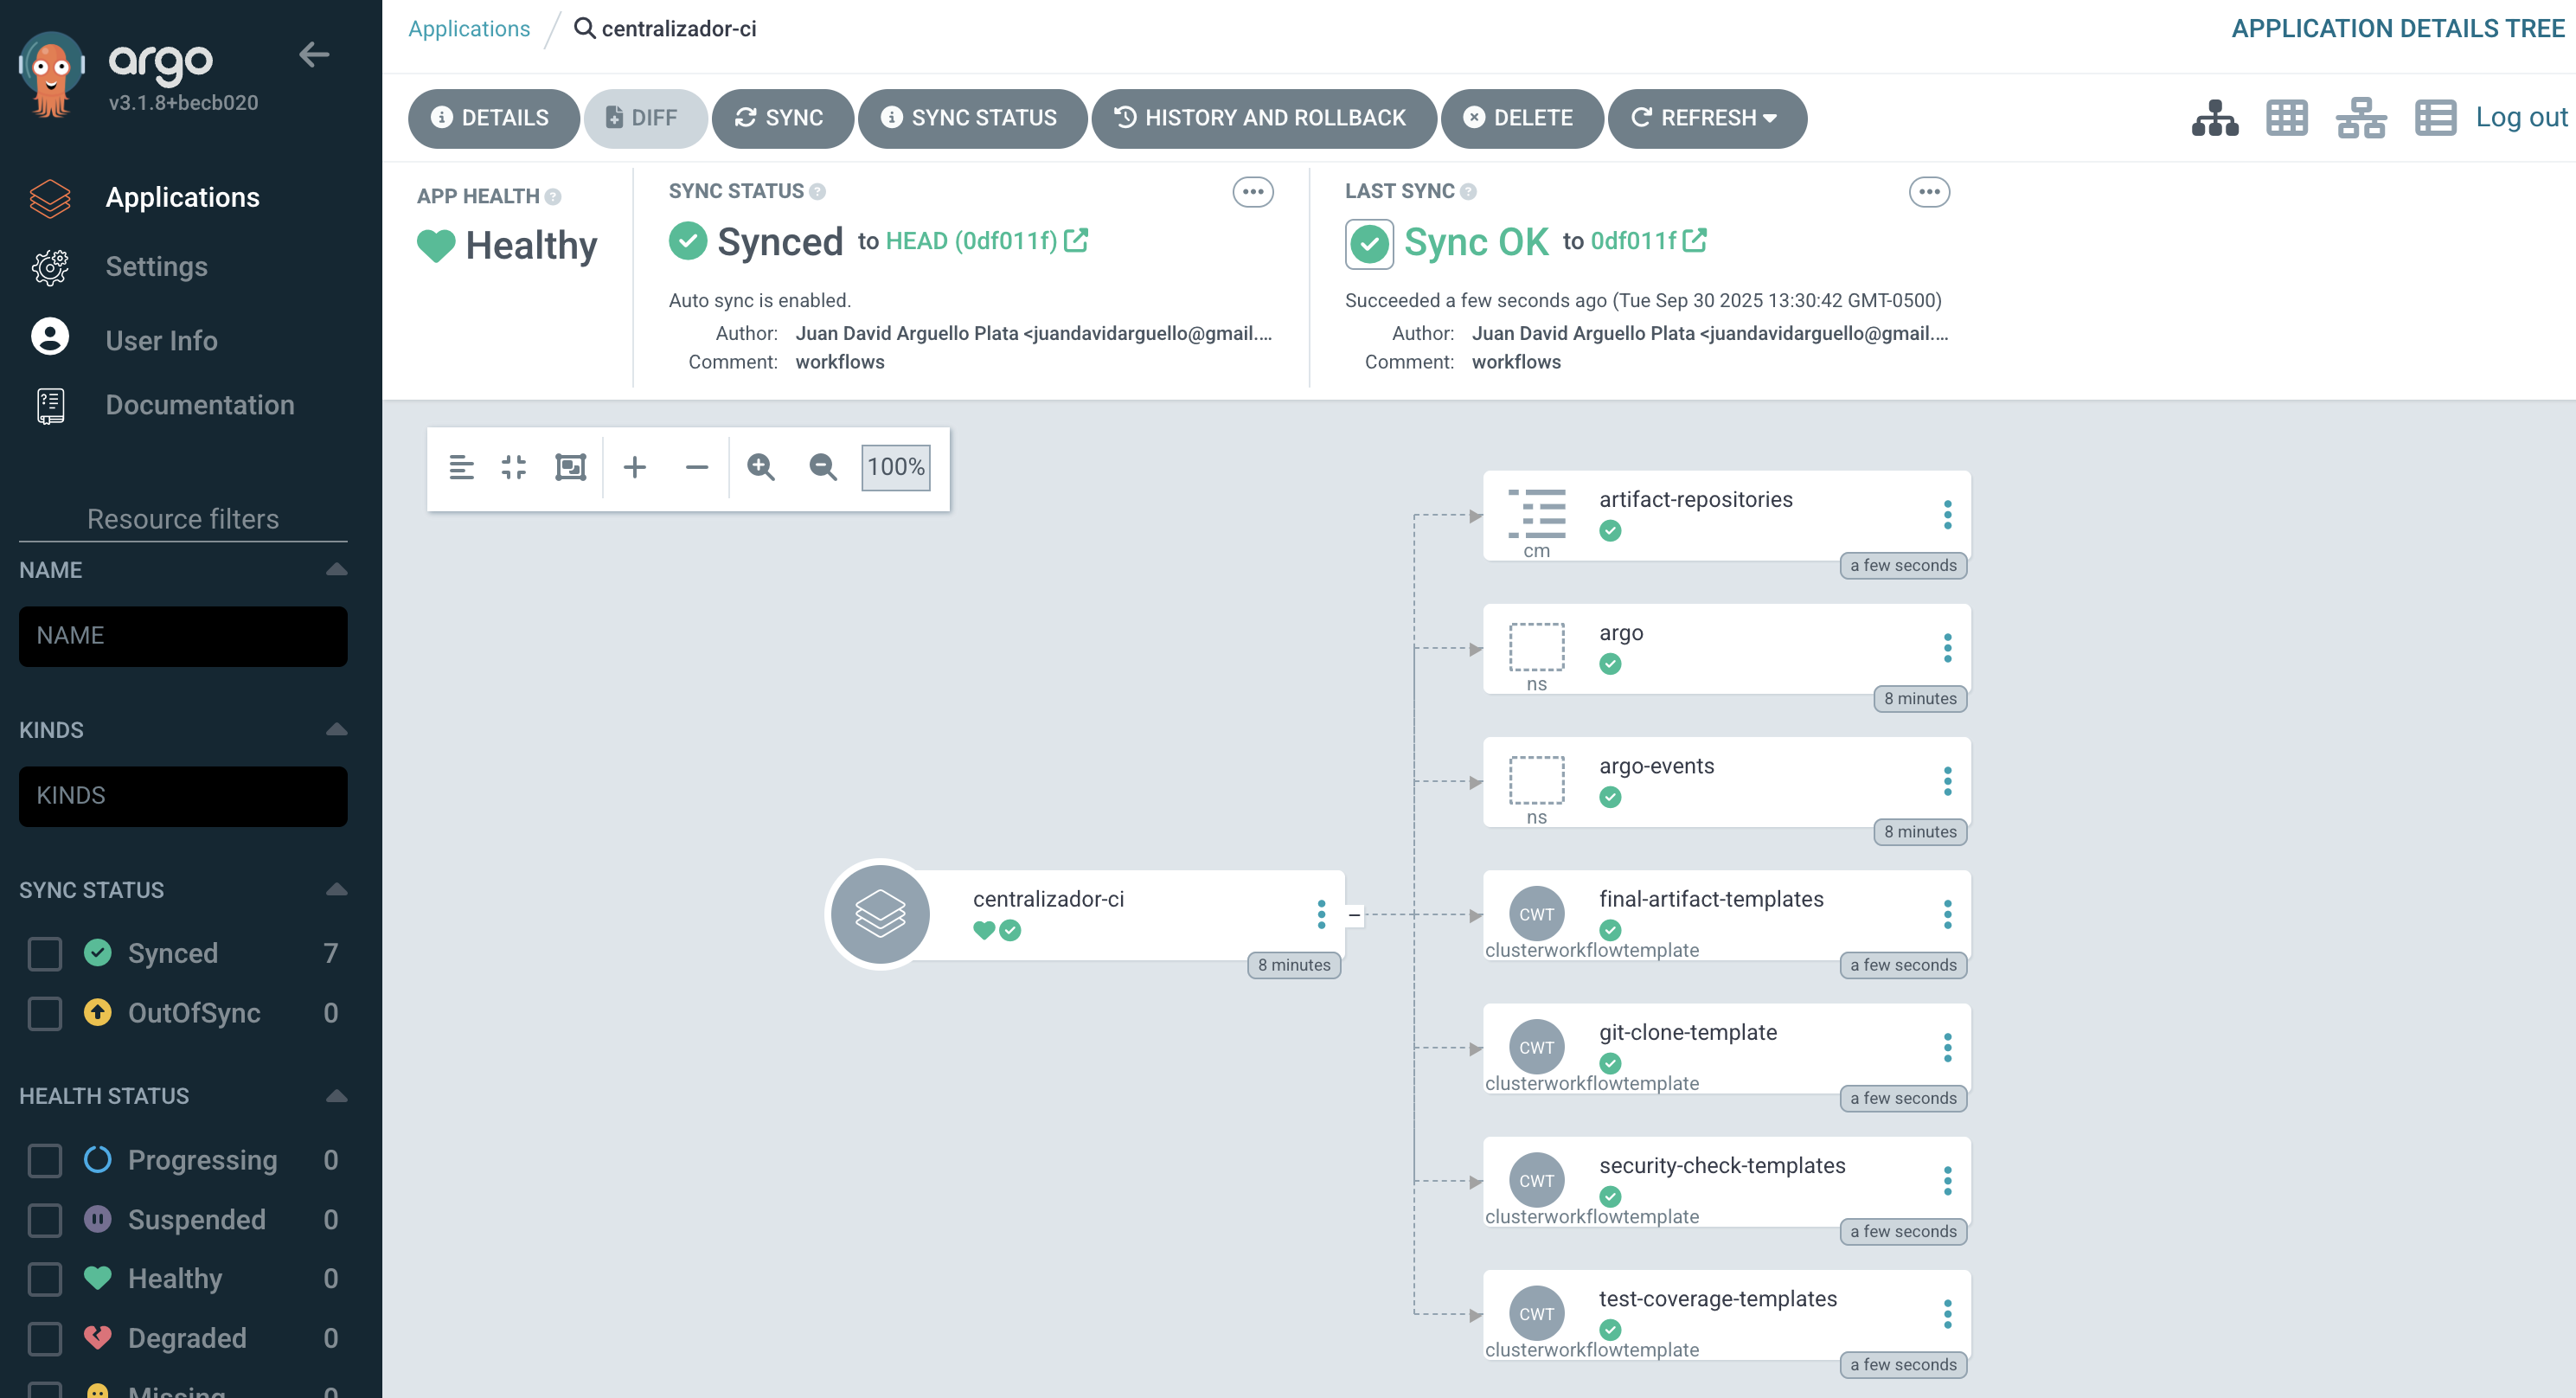 argo
v3.1.8+becb020
Applications
Settings
User Info
Documentation
Resource filters
NAME
NAME
KINDS
KINDS
SYNC STATUS
Synced 7
OutOfSync 0
HEALTH STATUS
Progressing 0
Suspended 0
Healthy 0
Degraded 0
Missing 0
Applications / centralizador-ci
APPLICATION DETAILS TREE
DETAILS DIFF SYNC SYNC STATUS HISTORY AND ROLLBACK DELETE REFRESH
Log out
APP HEALTH
Healthy
SYNC STATUS
Synced to HEAD (0df011f)
Auto sync is enabled.
Author: Juan David Arguello Plata <juandavidarguello@gmail....
Comment: workflows
LAST SYNC
Sync OK to 0df011f
Succeeded a few seconds ago (Tue Sep 30 2025 13:30:42 GMT-0500)
Author: Juan David Arguello Plata <juandavidarguello@gmail....
Comment: workflows
100%
centralizador-ci
8 minutes
artifact-repositories
cm
a few seconds
argo
ns
8 minutes
argo-events
ns
8 minutes
final-artifact-templates
CWT
clusterworkflowtemplate
a few seconds
git-clone-template
CWT
clusterworkflowtemplate
a few seconds
security-check-templates
CWT
clusterworkflowtemplate
a few seconds
test-coverage-templates
CWT
clusterworkflowtemplate
a few seconds